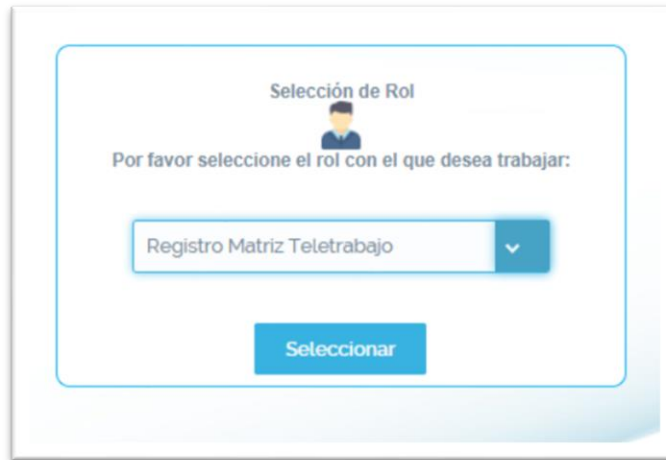 Selección de Rol
Por favor seleccione el rol con el que desea trabajar:
Registro Matriz Teletrabajo
Seleccionar